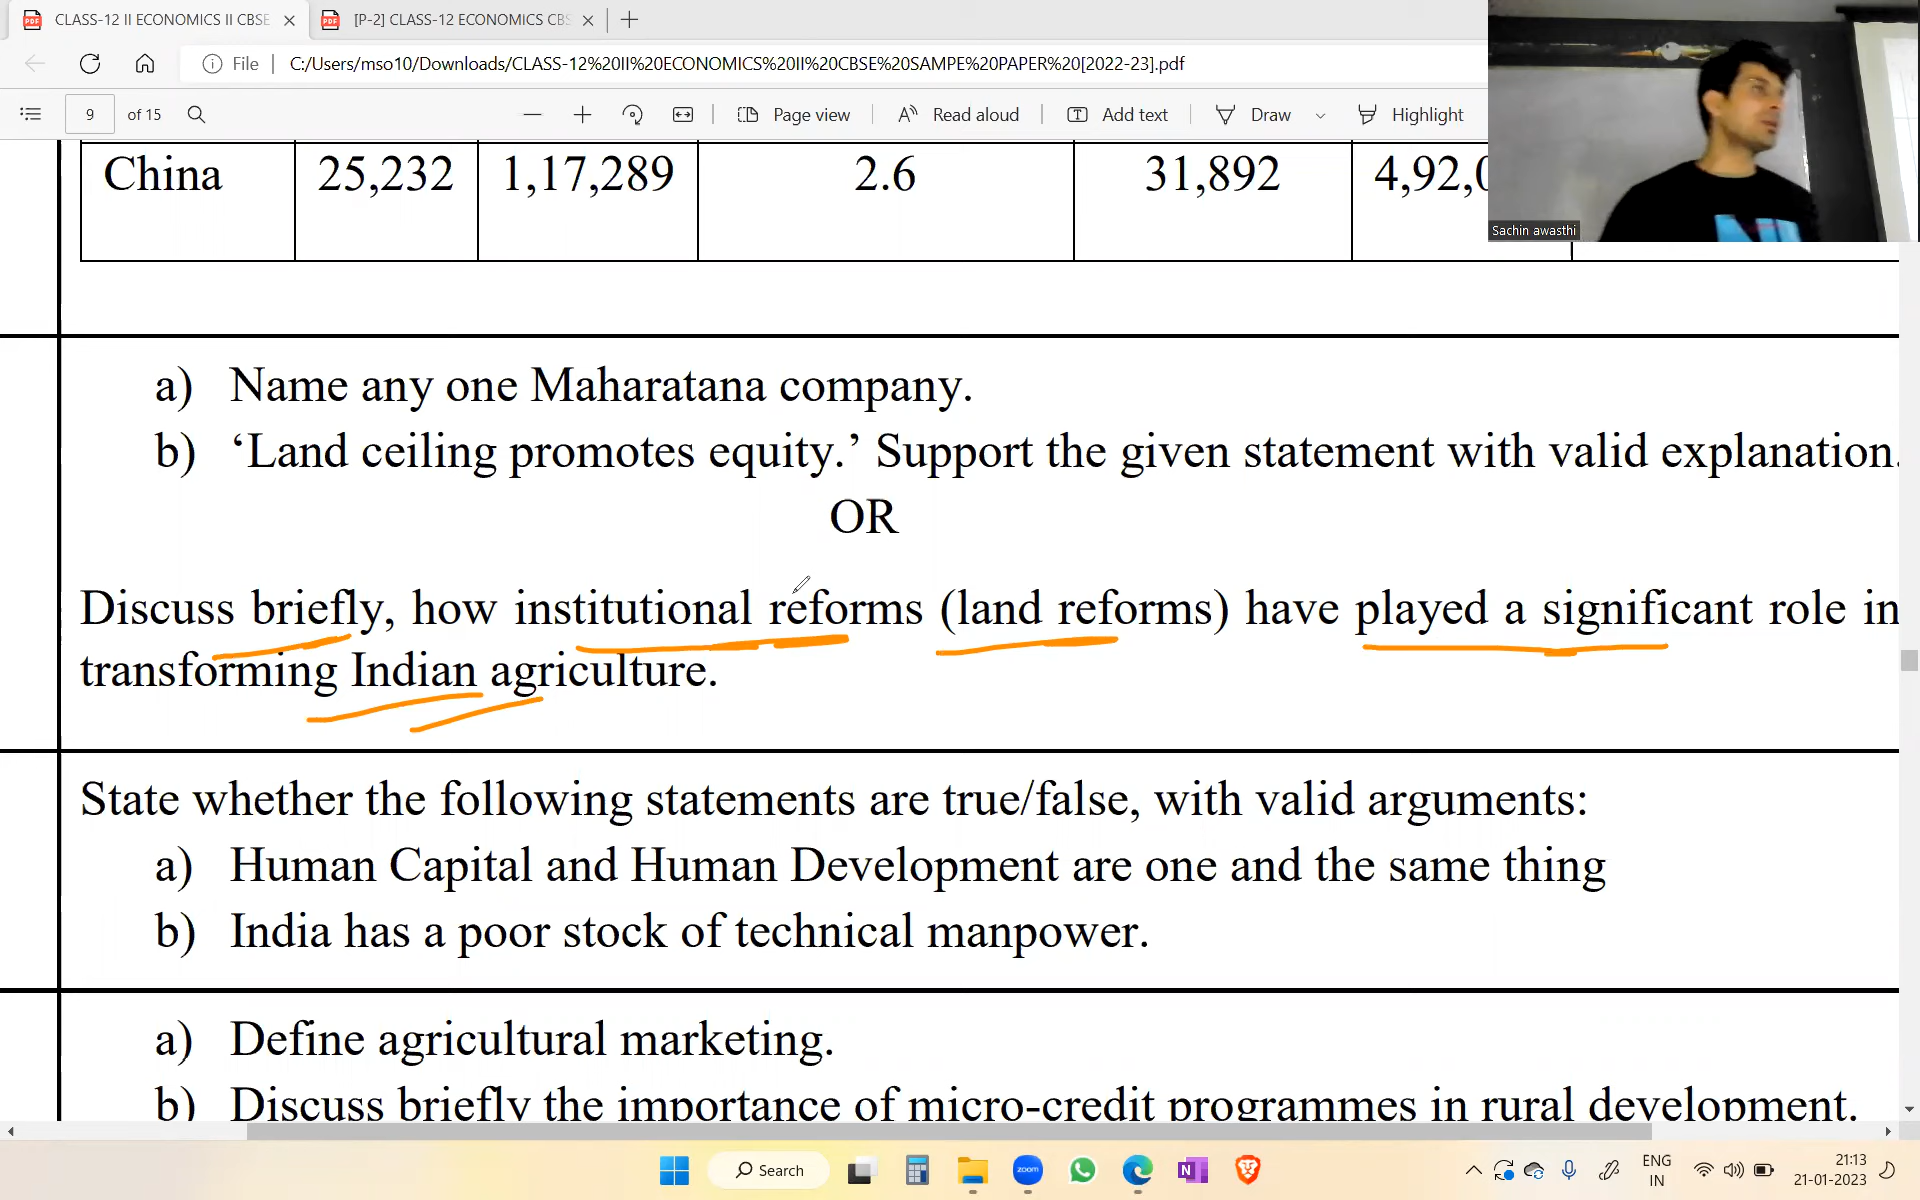 CLASS-12 II ECONOMICS II CBSE
[P-2] CLASS-12 ECONOMICS CBS
File
C:/Users/mso10/Downloads/CLASS-12%20II%20ECONOMICS%20II%20CBSE%20SAMPE%20PAPER%20[2022-23].pdf
9 of 15
Page view
Read aloud
Add text
Draw
Highlight
Sachin awasthi
China 25,232 1,17,289 2.6 31,892 4,92,0
a) Name any one Maharatana company.
b) ‘Land ceiling promotes equity.’ Support the given statement with valid explanation.
OR
Discuss briefly, how institutional reforms (land reforms) have played a significant role in
transforming Indian agriculture.
State whether the following statements are true/false, with valid arguments:
a) Human Capital and Human Development are one and the same thing
b) India has a poor stock of technical manpower.
a) Define agricultural marketing.
b) Discuss briefly the importance of micro-credit programmes in rural development.
Search
zoom
N
ENG
IN
21:13
21-01-2023